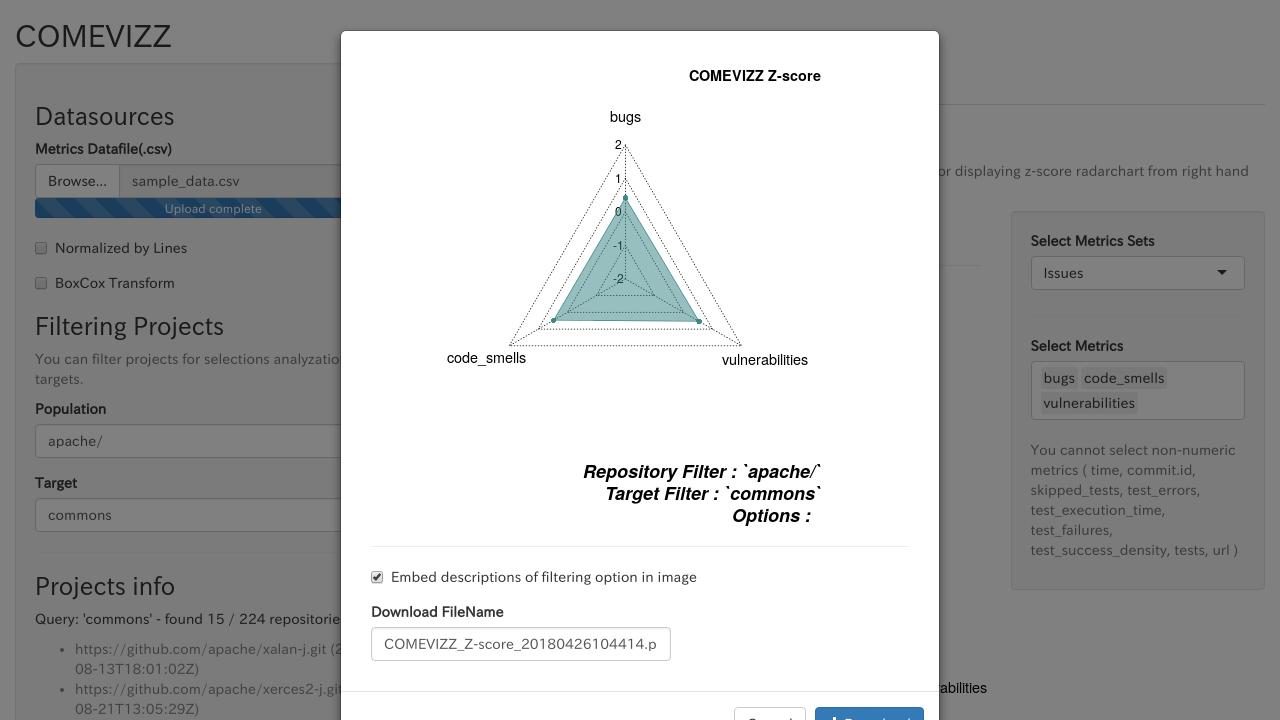 COMEVIZZ
Datasources
Metrics Datafile(.csv)
Browse...
sample_data.csv
Upload complete
Normalized by Lines
BoxCox Transform
Filtering Projects
You can filter projects for selections analyzatio
targets.
Population
apache/
Target
commons
Projects info
Query: 'commons' - found 15 / 224 repositorie
https://github.com/apache/xalan-j.git (2
08-13T18:01:02Z)
https://github.com/apache/xerces2-j.gi
08-21T13:05:29Z)
COMEVIZZ Z-score
bugs
2
1
0
-1
-2
code_smells
vulnerabilities
Repository Filter : `apache/`
Target Filter : `commons`
Options :
Embed descriptions of filtering option in image
Download FileName
COMEVIZZ_Z-score_20180426104414.p
or displaying z-score radarchart from right hand
Select Metrics Sets
Issues
Select Metrics
bugs code_smells
vulnerabilities
You cannot select non-numeric
metrics ( time, commit.id,
skipped_tests, test_errors,
test_execution_time,
test_failures,
test_success_density, tests, url )
abilities